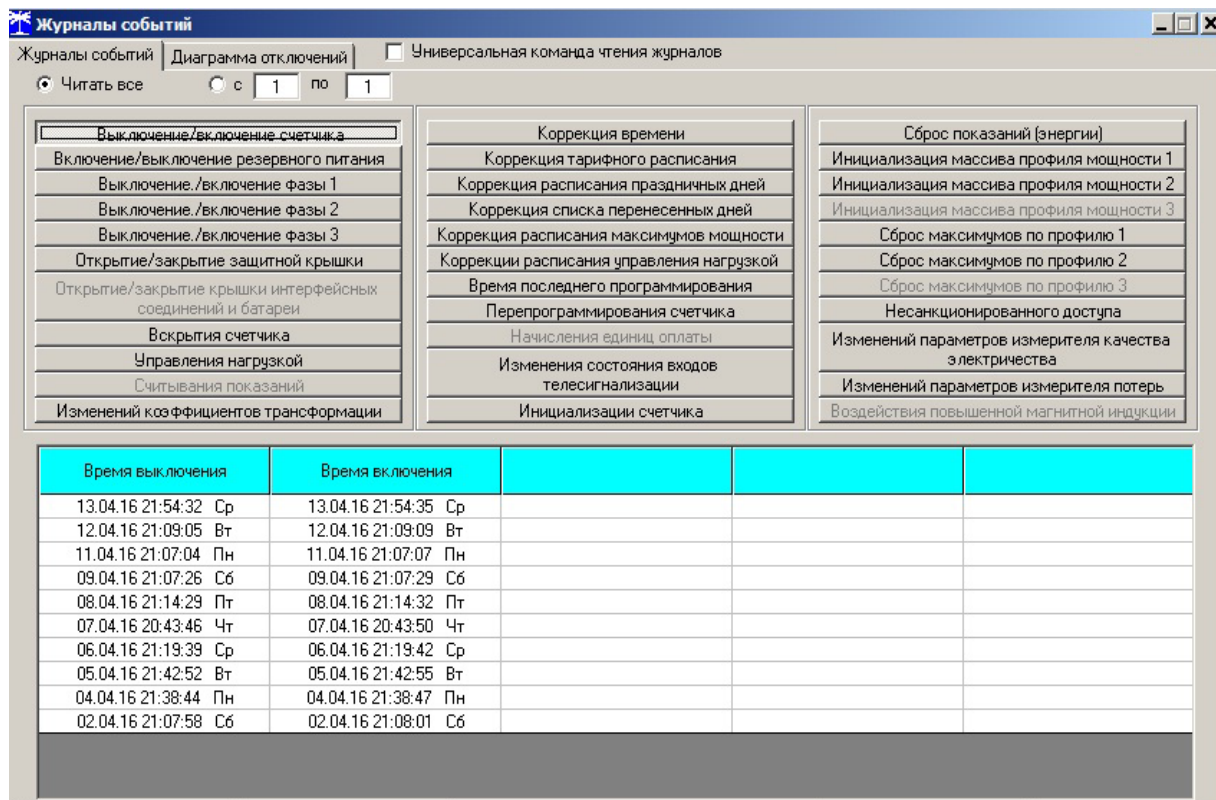 Журналы событий
Журналы событий Диаграмма отключений Универсальная команда чтения журналов
Читать все с 1 по 1
Выключение/включение счетчика
Включение/выключение резервного питания
Выключение./включение фазы 1
Выключение./включение фазы 2
Выключение./включение фазы 3
Открытие/закрытие защитной крышки
Открытие/закрытие крышки интерфейсных
соединений и батареи
Вскрытия счетчика
Управления нагрузкой
Считывания показаний
Изменений коэффициентов трансформации
Коррекция времени
Коррекция тарифного расписания
Коррекция расписания праздничных дней
Коррекция списка перенесенных дней
Коррекция расписания максимумов мощности
Коррекции расписания управления нагрузкой
Время последнего программирования
Перепрограммирования счетчика
Начисления единиц оплаты
Изменения состояния входов
телесигнализации
Инициализации счетчика
Сброс показаний (энергии)
Инициализация массива профиля мощности 1
Инициализация массива профиля мощности 2
Инициализация массива профиля мощности 3
Сброс максимумов по профилю 1
Сброс максимумов по профилю 2
Сброс максимумов по профилю 3
Несанкционированного доступа
Изменений параметров измерителя качества
электричества
Изменений параметров измерителя потерь
Воздействия повышенной магнитной индукции
Время выключения Время включения
13.04.16 21:54:32 Ср 13.04.16 21:54:35 Ср
12.04.16 21:09:05 Вт 12.04.16 21:09:09 Вт
11.04.16 21:07:04 Пн 11.04.16 21:07:07 Пн
09.04.16 21:07:26 Сб 09.04.16 21:07:29 Сб
08.04.16 21:14:29 Пт 08.04.16 21:14:32 Пт
07.04.16 20:43:46 Чт 07.04.16 20:43:50 Чт
06.04.16 21:19:39 Ср 06.04.16 21:19:42 Ср
05.04.16 21:42:52 Вт 05.04.16 21:42:55 Вт
04.04.16 21:38:44 Пн 04.04.16 21:38:47 Пн
02.04.16 21:07:58 Сб 02.04.16 21:08:01 Сб